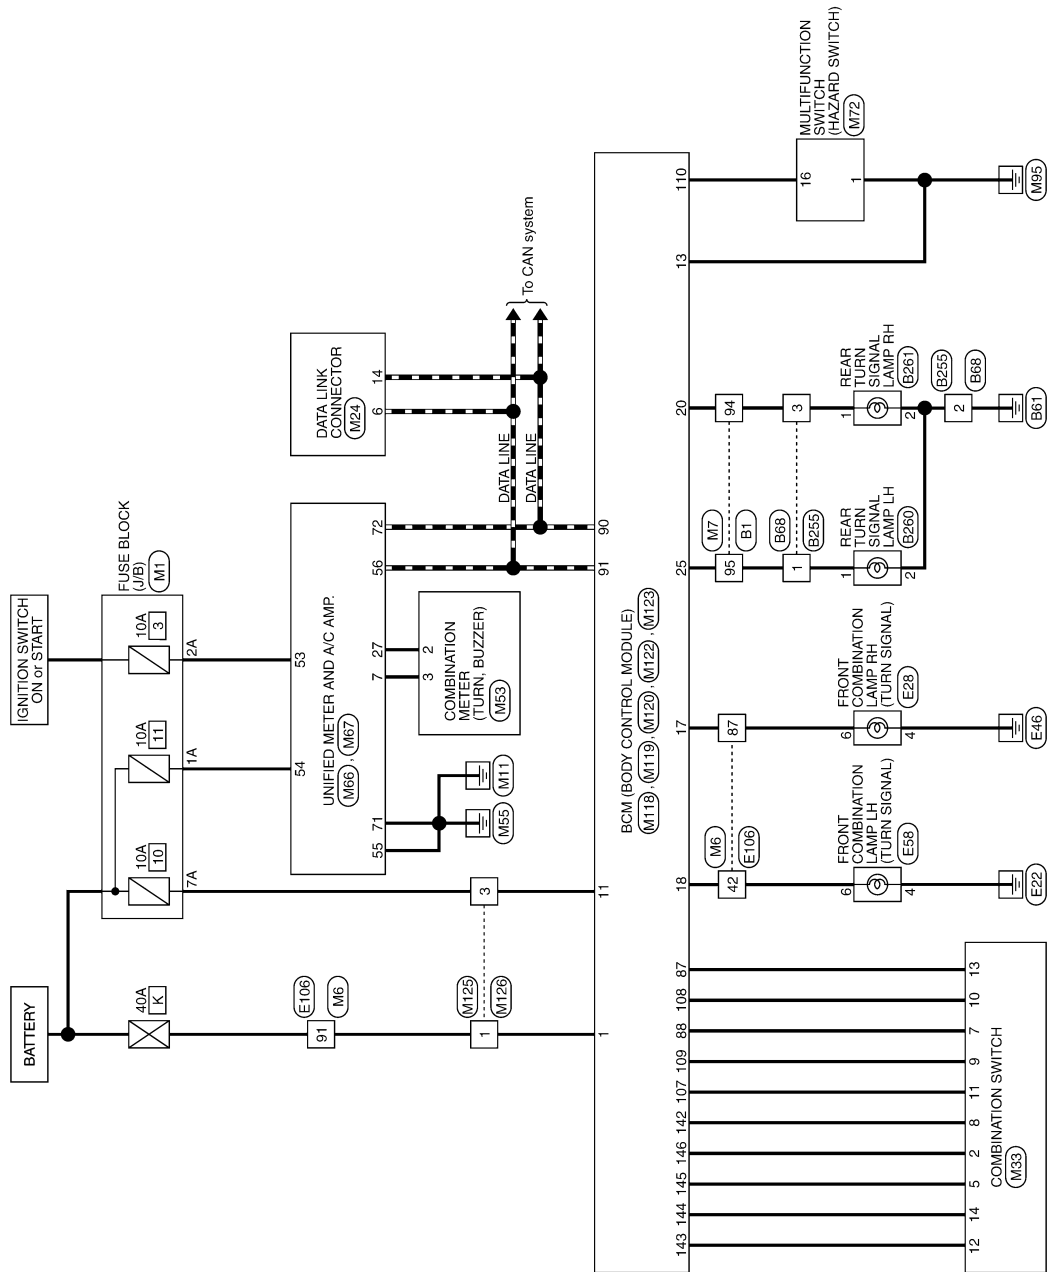 BATTERY
IGNITION SWITCH
ON or START
40A
K
10A
10
10A
11
10A
3
FUSE BLOCK
(J/B)
M1
7A
1A
2A
E106
M6
91
M125
M126
1
3
54
53
UNIFIED METER AND A/C AMP.
M66 , M67
55
71
7
27
56
72
M55
M11
3
2
COMBINATION
METER
(TURN, BUZZER)
M53
DATA LINK
CONNECTOR
M24
6
14
DATA LINE
DATA LINE
To CAN system
1
11
91
90
BCM (BODY CONTROL MODULE)
M118 , M119 , M120 , M122 , M123
143
144
145
146
142
107
109
88
108
87
18
17
25
20
13
110
12
14
5
2
8
11
9
7
10
13
COMBINATION SWITCH
M33
M6
E106
42
87
6
4
FRONT
COMBINATION
LAMP LH
(TURN SIGNAL)
E58
E22
6
4
FRONT
COMBINATION
LAMP RH
(TURN SIGNAL)
E28
E46
M7
B1
95
94
B68
B255
1
3
1
2
REAR
TURN
SIGNAL
LAMP LH
B260
1
2
REAR
TURN
SIGNAL
LAMP RH
B261
B255
B68
2
B61
MULTIFUNCTION
SWITCH
(HAZARD SWITCH)
M72
16
1
M95